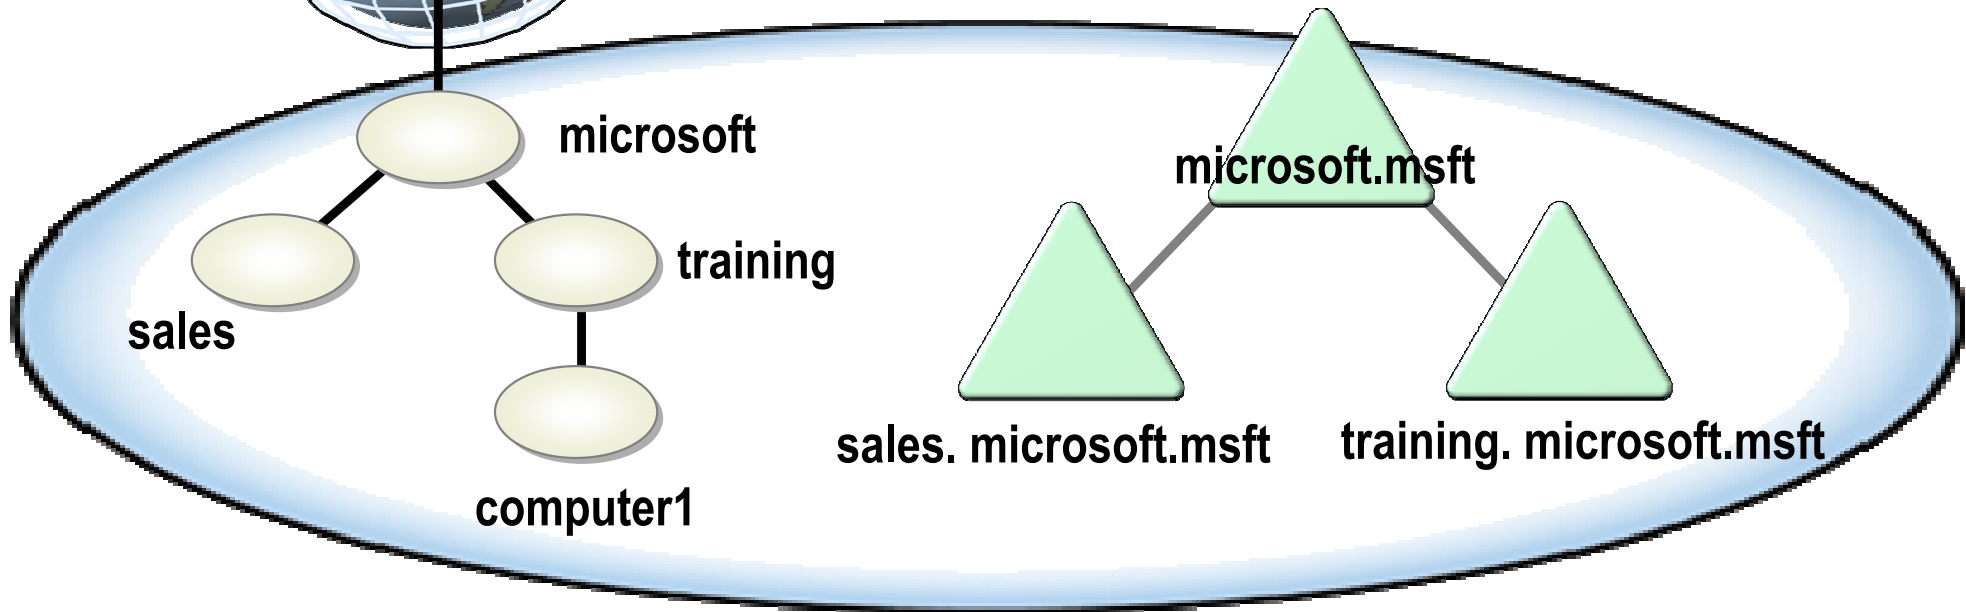 microsoft
training
sales
computer1
microsoft.msft
sales. microsoft.msft
training. microsoft.msft